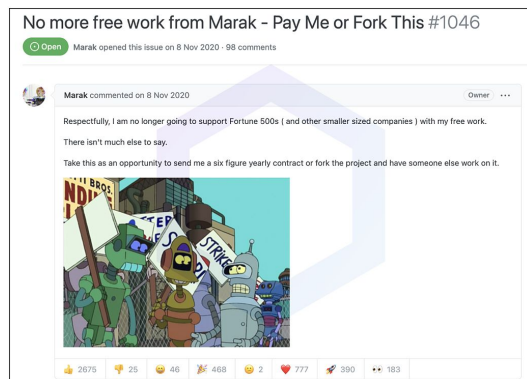 No more free work from Marak - Pay Me or Fork This #1046
Open Marak opened this issue on 8 Nov 2020 · 98 comments
Marak commented on 8 Nov 2020 Owner ...
Respectfully, I am no longer going to support Fortune 500s ( and other smaller sized companies ) with my free work.
There isn't much else to say.
Take this as an opportunity to send me a six figure yearly contract or fork the project and have someone else work on it.
BROS.
STRIKE
2675 25 46 468 2 777 390 183